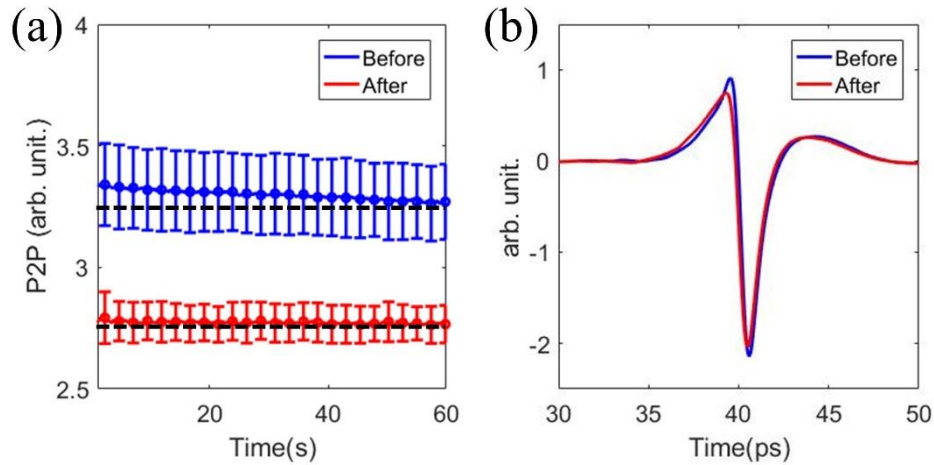 (a)
4
3.5
3
2.5
P2P (arb. unit.)
20
40
60
Time(s)
Before
After
(b)
1
0
-1
-2
arb. unit.
30
35
40
45
50
Time(ps)
Before
After